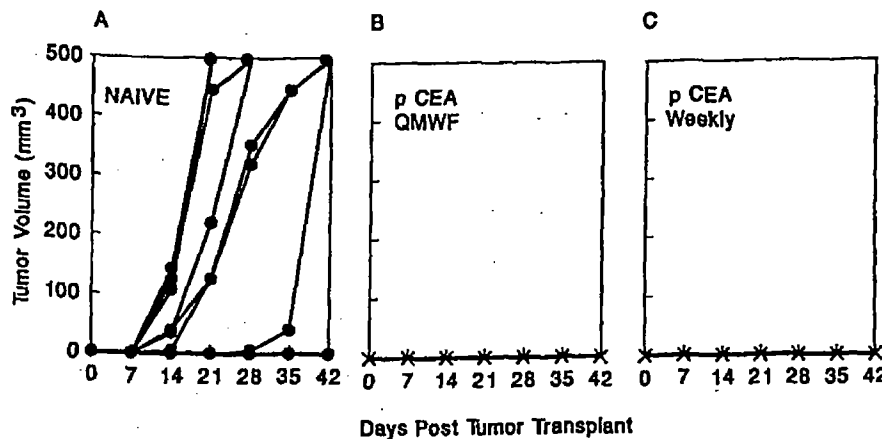 A
B
C
Tumor Volume (mm3)
500
400
300
200
100
0
NAIVE
0 7 14 21 28 35 42
p CEA
QMWF
0 7 14 21 28 35 42
p CEA
Weekly
0 7 14 21 28 35 42
Days Post Tumor Transplant